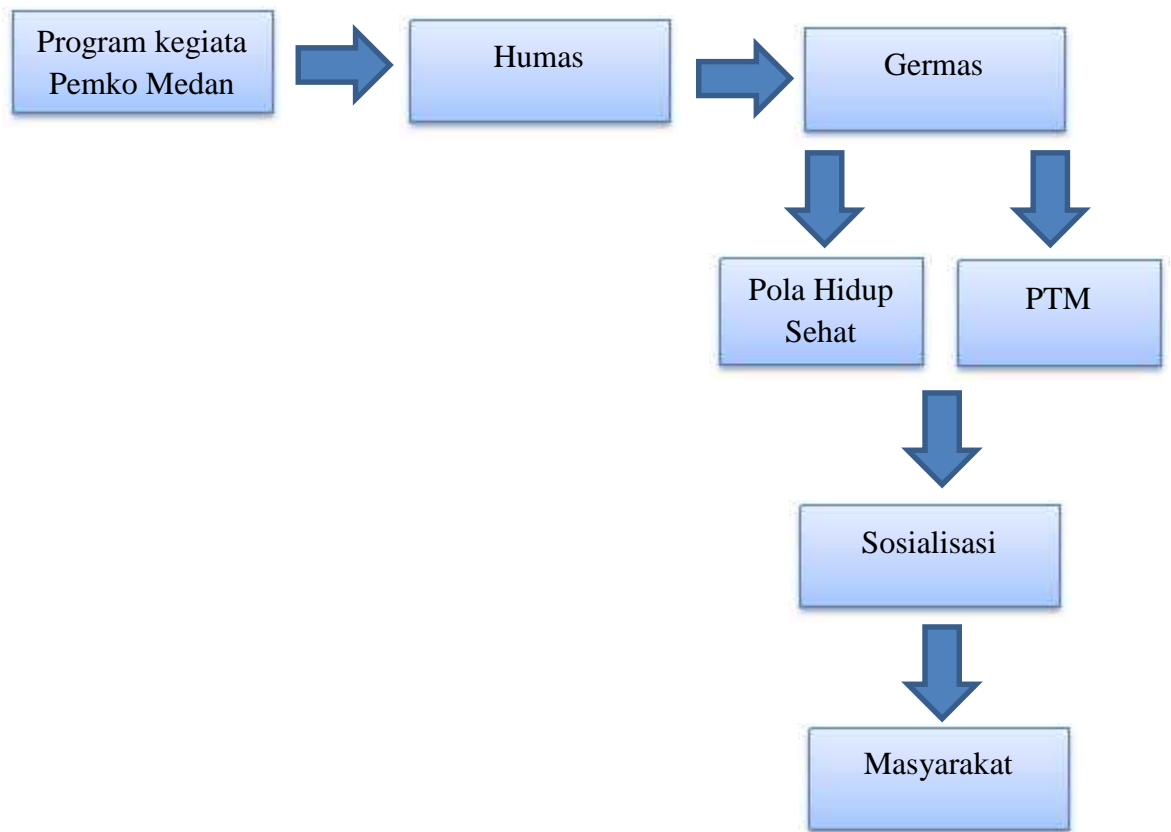 Program kegiata
Pemko Medan
Humas
Germas
Pola Hidup
Sehat
PTM
Sosialisasi
Masyarakat